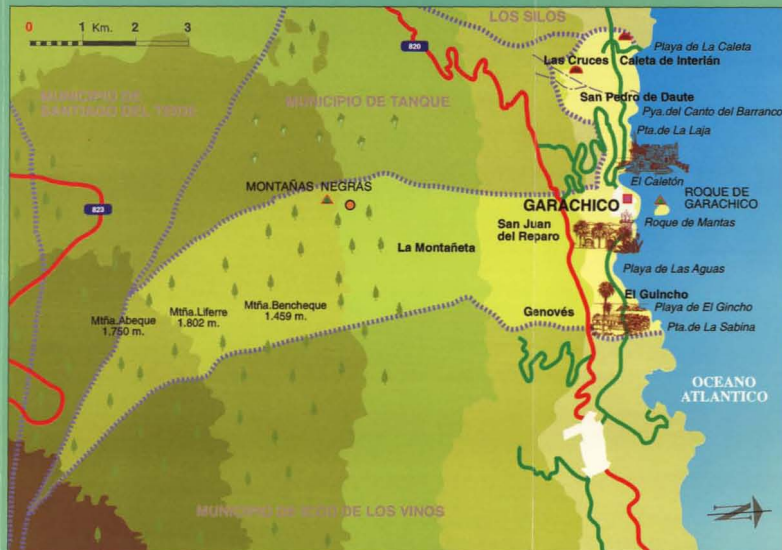 0 1 Km. 2 3
LOS SILOS
820
Playa de La Caleta
Las Cruces
Caleta de Interlán
San Pedro de Daute
Pya.del Canto del Barranco
MUNICIPIO DE
SANTIAGO DEL TEIDE
MUNICIPIO DE TANQUE
Pta.de La Laja
El Caletón
MONTAÑAS NEGRAS
GARACHICO
ROQUE DE
GARACHICO
823
San Juan
del Reparo
Roque de Mantas
La Montañeta
Playa de Las Aguas
Mtña.Abeque
1.750 m.
Mtña.Liferre
1.802 m.
Mtña.Bencheque
1.459 m.
Genovés
El Guincho
Playa de El Gincho
Pta.de La Sabina
OCEANO
ATLANTICO
MUNICIPIO DE ICOD DE LOS VINOS
N